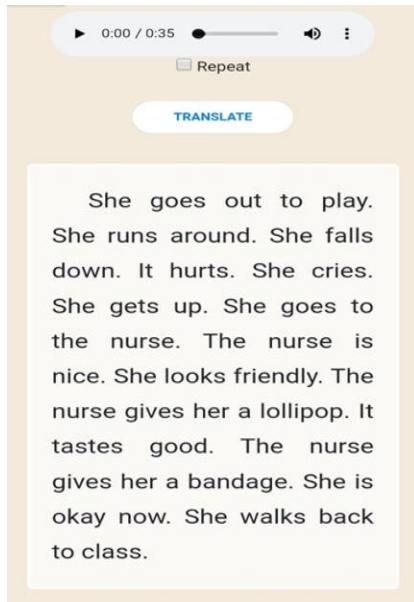 0:00 / 0:35
Repeat
TRANSLATE
She goes out to play.
She runs around. She falls
down. It hurts. She cries.
She gets up. She goes to
the nurse. The nurse is
nice. She looks friendly. The
nurse gives her a lollipop. It
tastes good. The nurse
gives her a bandage. She is
okay now. She walks back
to class.